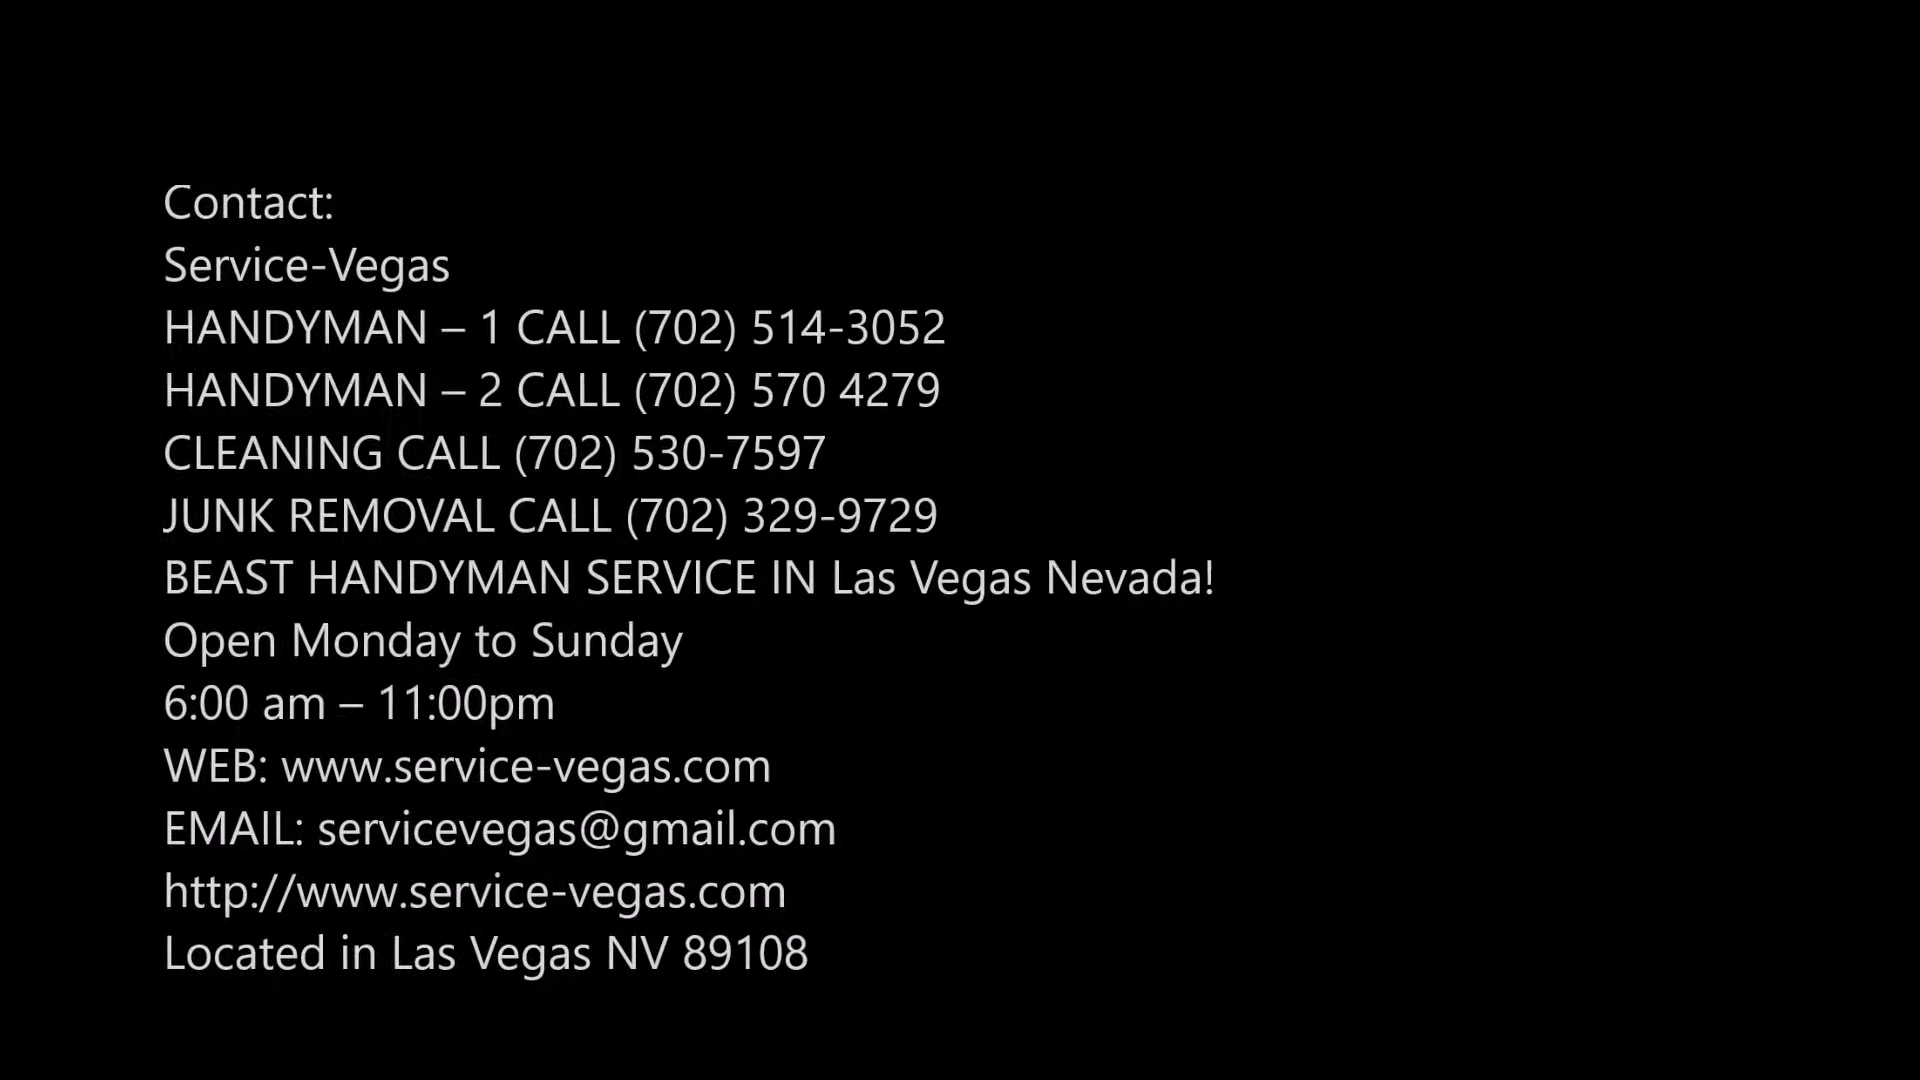 Contact:
Service-Vegas
HANDYMAN – 1 CALL (702) 514-3052
HANDYMAN – 2 CALL (702) 570 4279
CLEANING CALL (702) 530-7597
JUNK REMOVAL CALL (702) 329-9729
BEAST HANDYMAN SERVICE IN Las Vegas Nevada!
Open Monday to Sunday
6:00 am – 11:00pm
WEB: www.service-vegas.com
EMAIL: servicevegas@gmail.com
http://www.service-vegas.com
Located in Las Vegas NV 89108